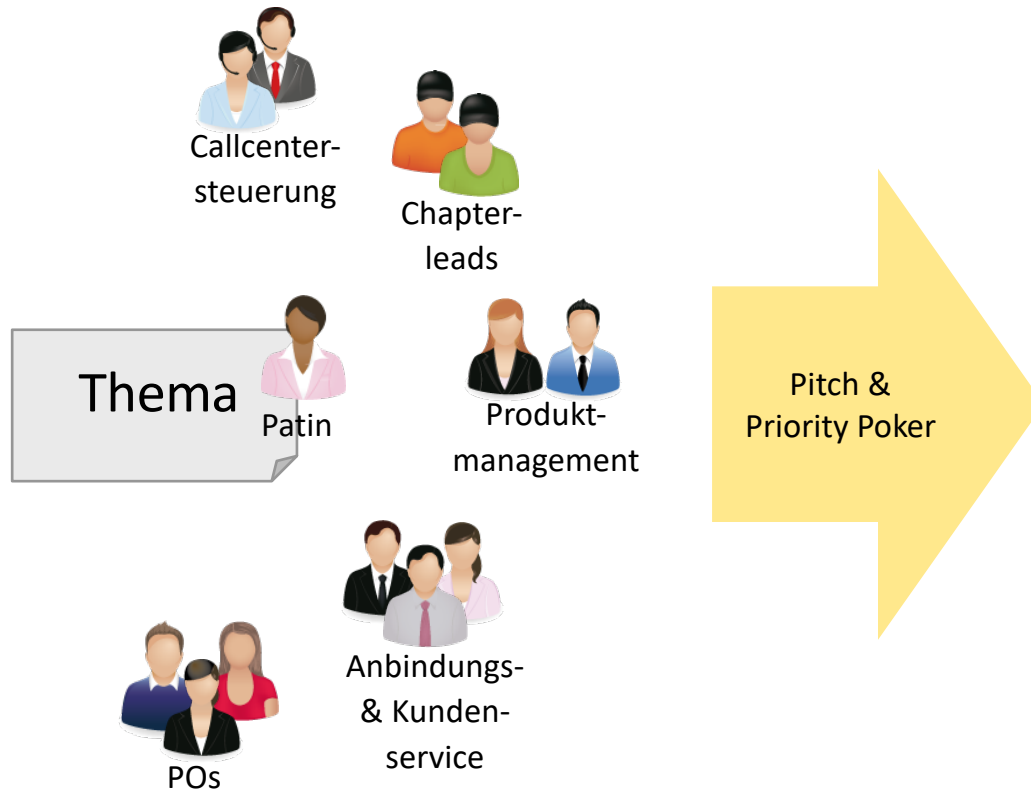 Callcenter-
steuerung
Chapter-
leads
Thema
Patin
Produkt-
management
Pitch &
Priority Poker
Anbindungs-
& Kunden-
service
POs